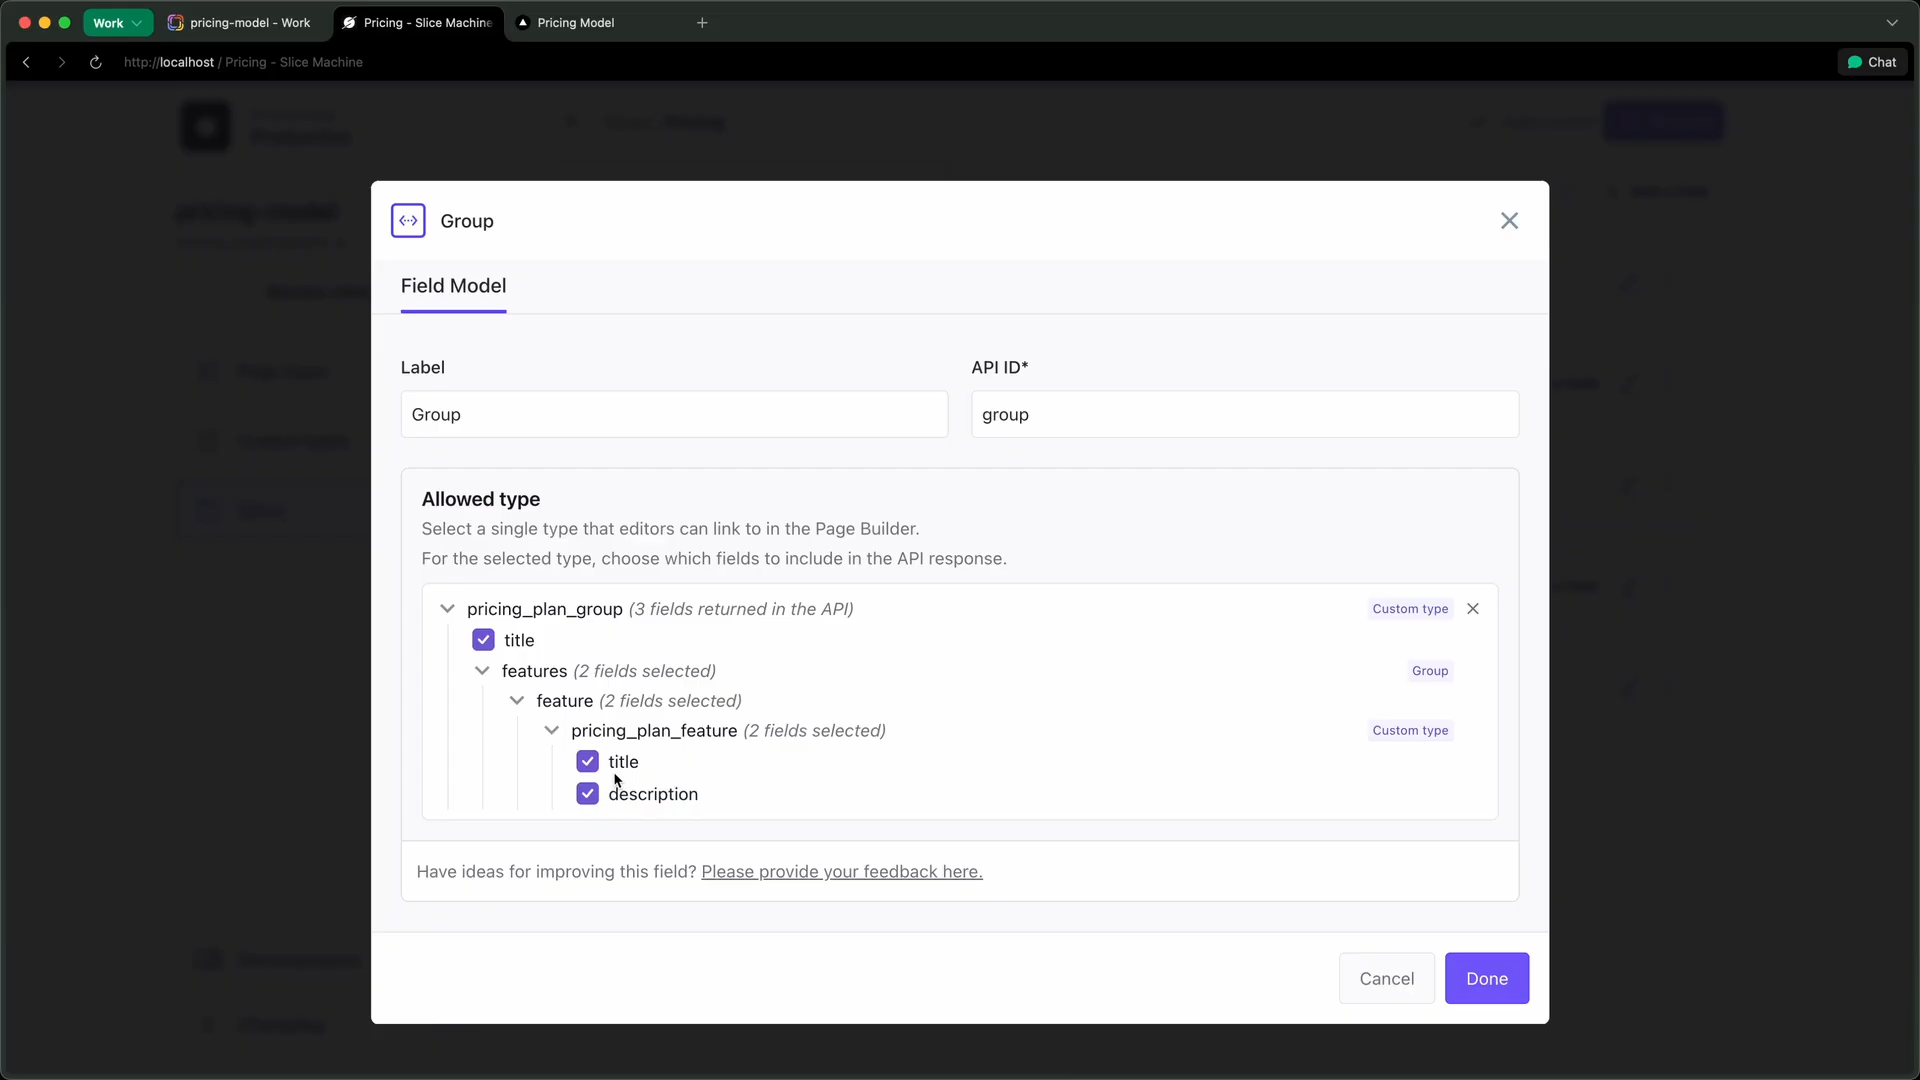 Work
pricing-model - Work
Pricing - Slice Machine
Pricing Model
http://localhost / Pricing - Slice Machine
Chat
Group
Field Model
Label
API ID*
Group
group
Allowed type
Select a single type that editors can link to in the Page Builder.
For the selected type, choose which fields to include in the API response.
pricing_plan_group (3 fields returned in the API)
Custom type
title
features (2 fields selected)
Group
feature (2 fields selected)
pricing_plan_feature (2 fields selected)
Custom type
title
description
Have ideas for improving this field? Please provide your feedback here.
Cancel
Done